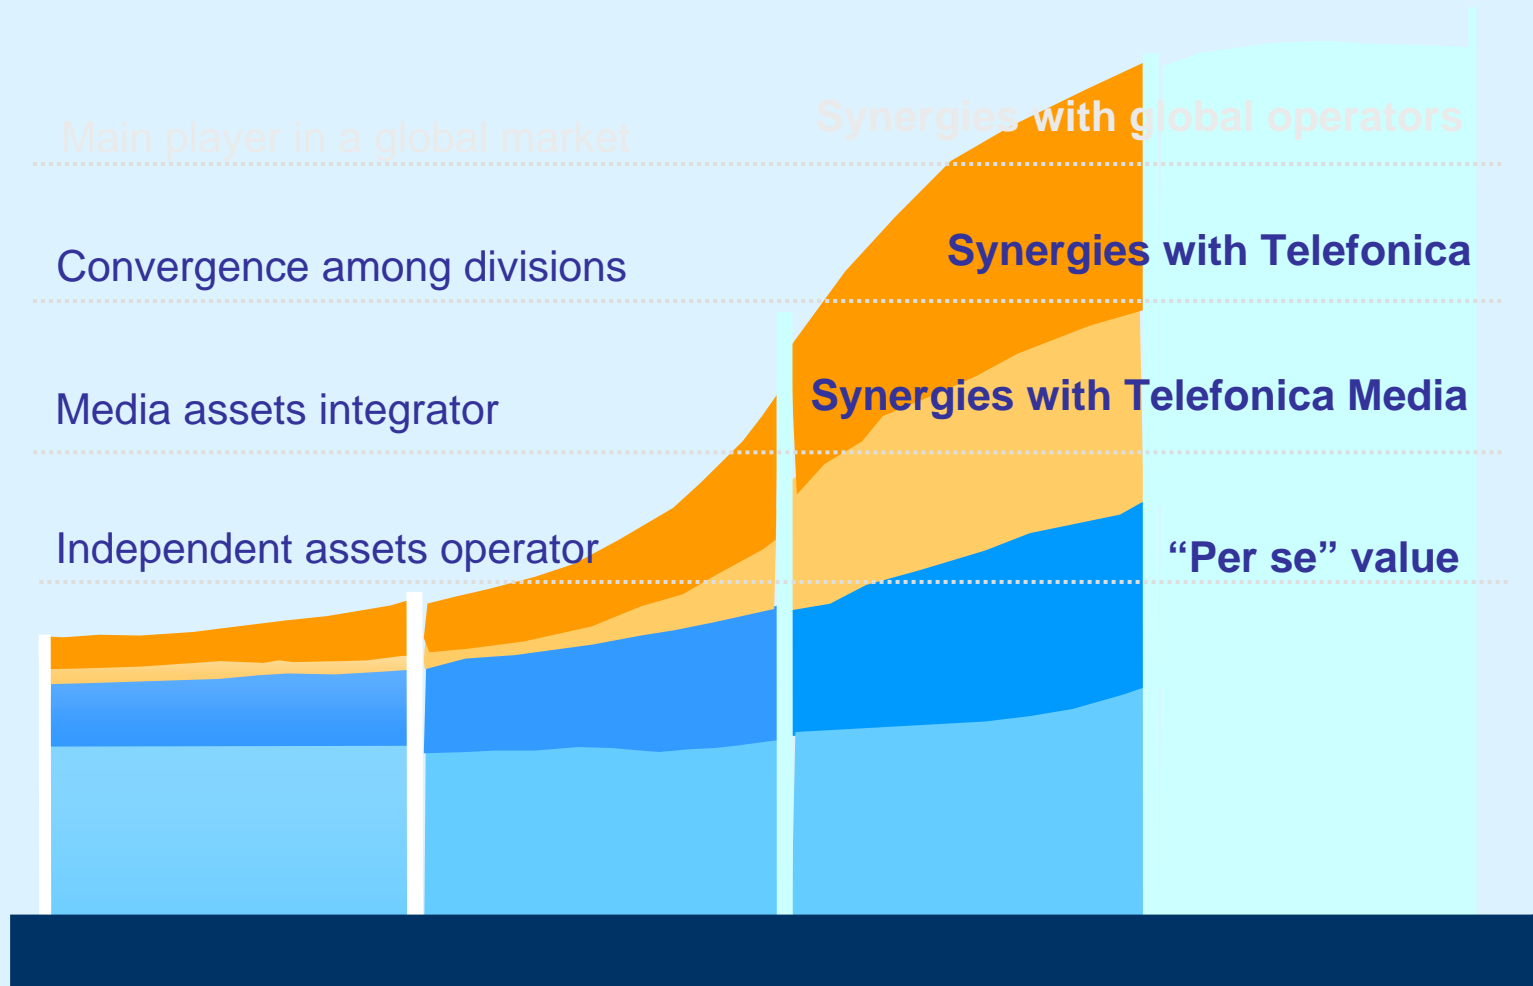 Main player in a global market
Synergies with global operators
Convergence among divisions
Synergies with Telefonica
Media assets integrator
Synergies with Telefonica Media
Independent assets operator
“Per se” value